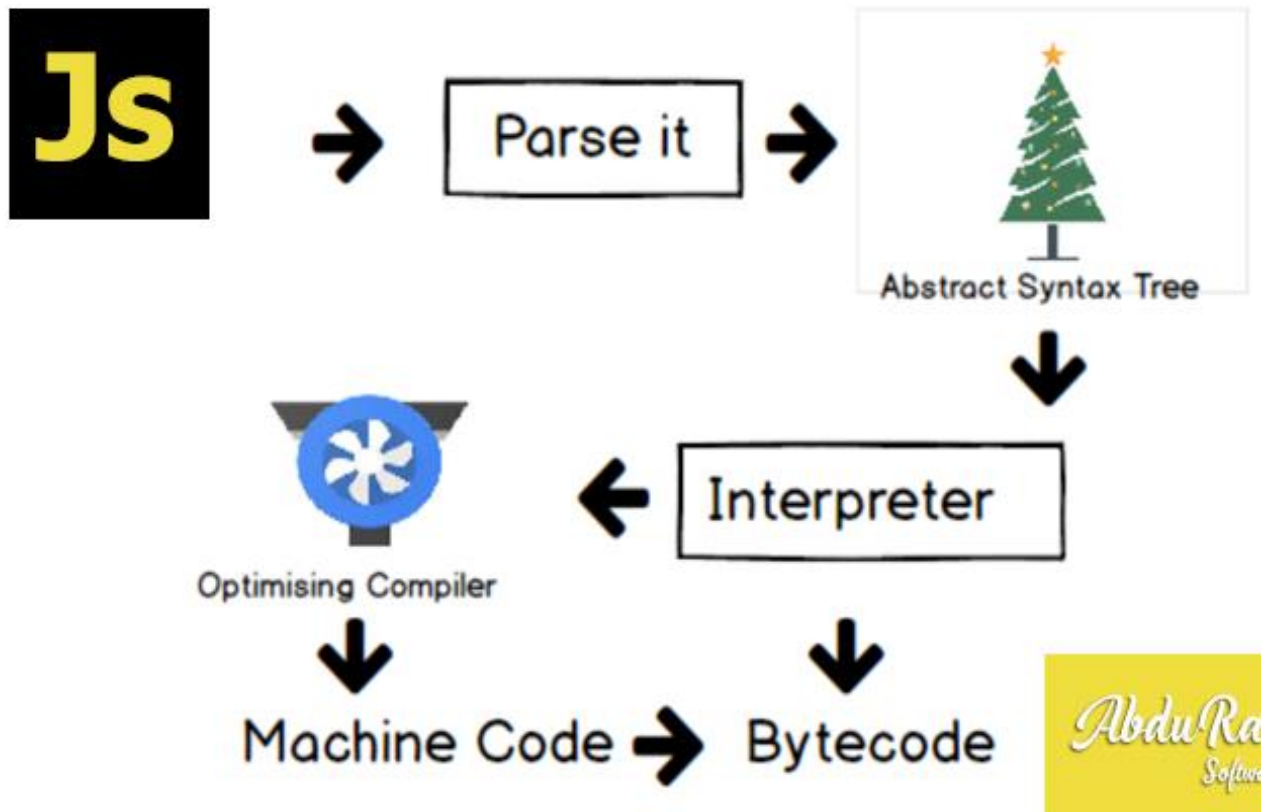 Js
Parse it
Abstract Syntax Tree
Interpreter
Optimising Compiler
Machine Code
Bytecode